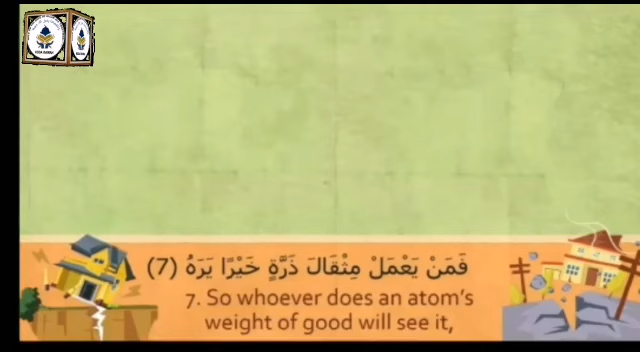 فَمَنْ يَعْمَلْ مِثْقَالَ ذَرَّةٍ خَيْرًا يَرَهُ (7)
7. So whoever does an atom's
weight of good will see it,